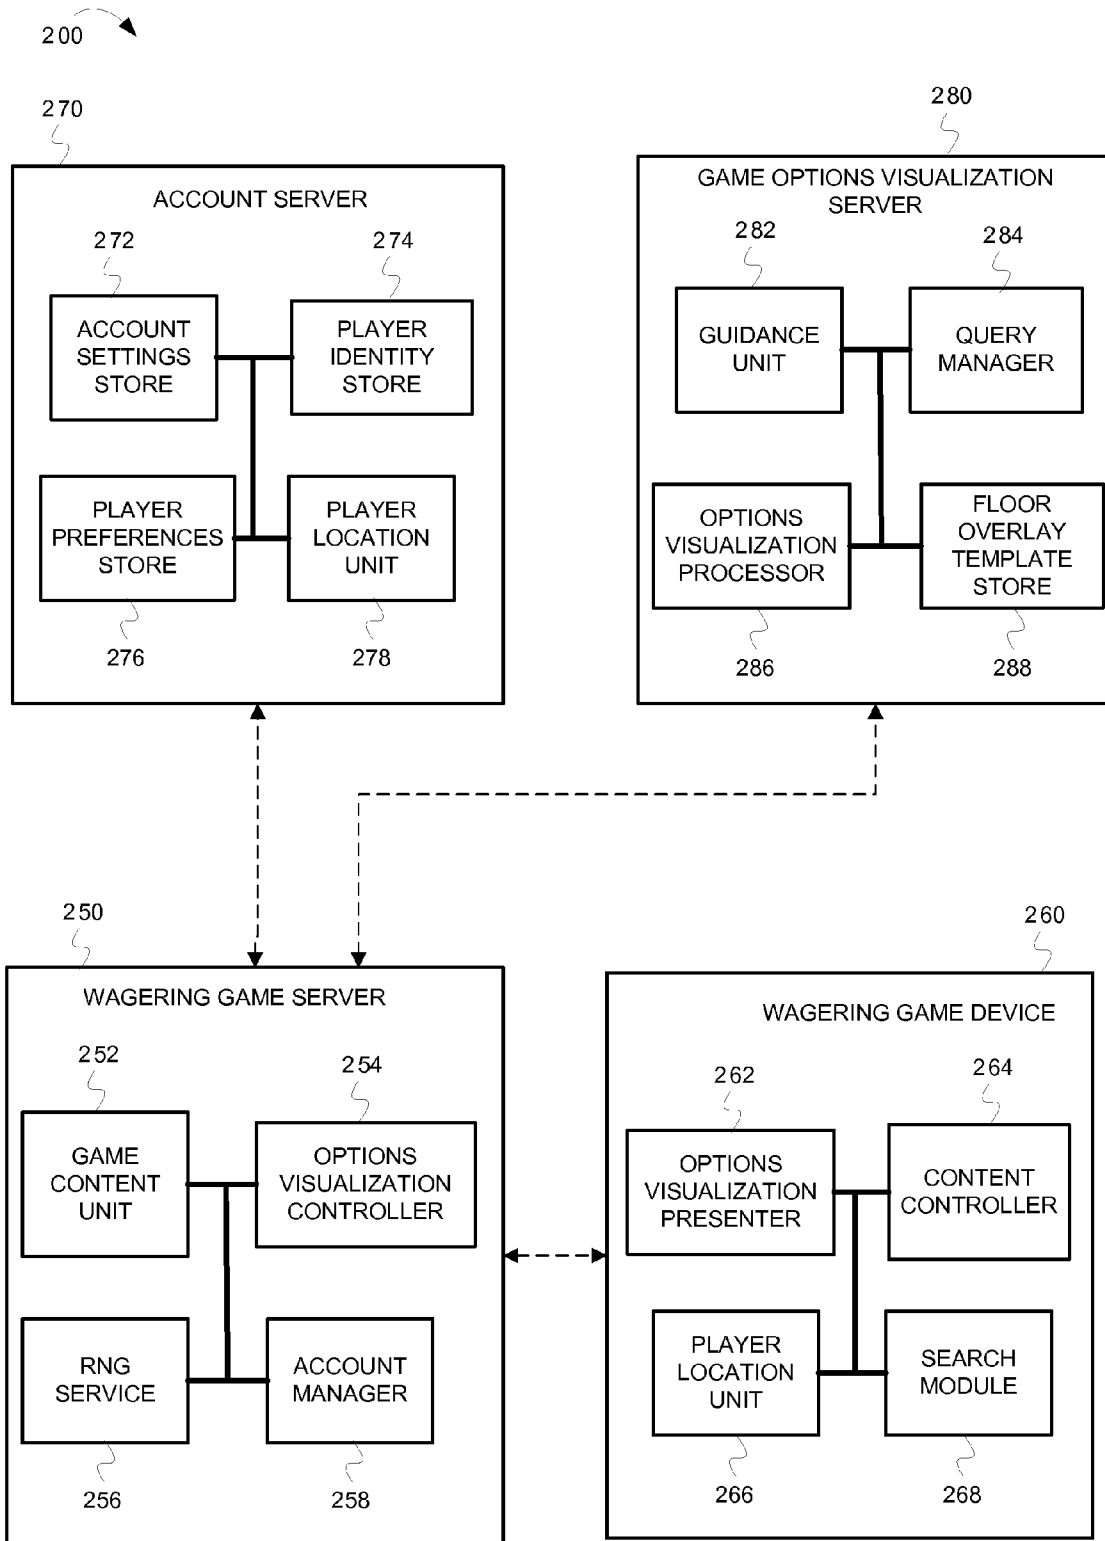 200
270
ACCOUNT SERVER
272
274
ACCOUNT
SETTINGS
STORE
PLAYER
IDENTITY
STORE
PLAYER
PREFERENCES
STORE
PLAYER
LOCATION
UNIT
276
278
280
GAME OPTIONS VISUALIZATION
SERVER
282
284
GUIDANCE
UNIT
QUERY
MANAGER
OPTIONS
VISUALIZATION
PROCESSOR
FLOOR
OVERLAY
TEMPLATE
STORE
286
288
250
WAGERING GAME SERVER
252
254
GAME
CONTENT
UNIT
OPTIONS
VISUALIZATION
CONTROLLER
RNG
SERVICE
ACCOUNT
MANAGER
256
258
260
WAGERING GAME DEVICE
262
264
OPTIONS
VISUALIZATION
PRESENTER
CONTENT
CONTROLLER
PLAYER
LOCATION
UNIT
SEARCH
MODULE
266
268